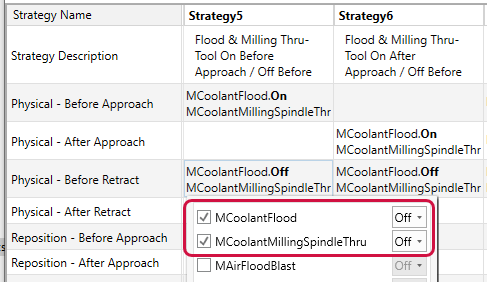 Strategy Name Strategy5 Strategy6
Strategy Description
Flood & Milling Thru-
Tool On Before
Approach / Off Before
Flood & Milling Thru-
Tool On After
Approach / Off Before
Physical - Before Approach
MCoolantFlood.On
MCoolantMillingSpindleThr
Physical - After Approach
MCoolantFlood.On
MCoolantMillingSpindleThr
Physical - Before Retract
MCoolantFlood.Off
MCoolantMillingSpindleThr
MCoolantFlood.Off
MCoolantMillingSpindleThr
Physical - After Retract
MCoolantFlood Off
Reposition - Before Approach
MCoolantMillingSpindleThru Off
Reposition - After Approach
MAirFloodBlast Off